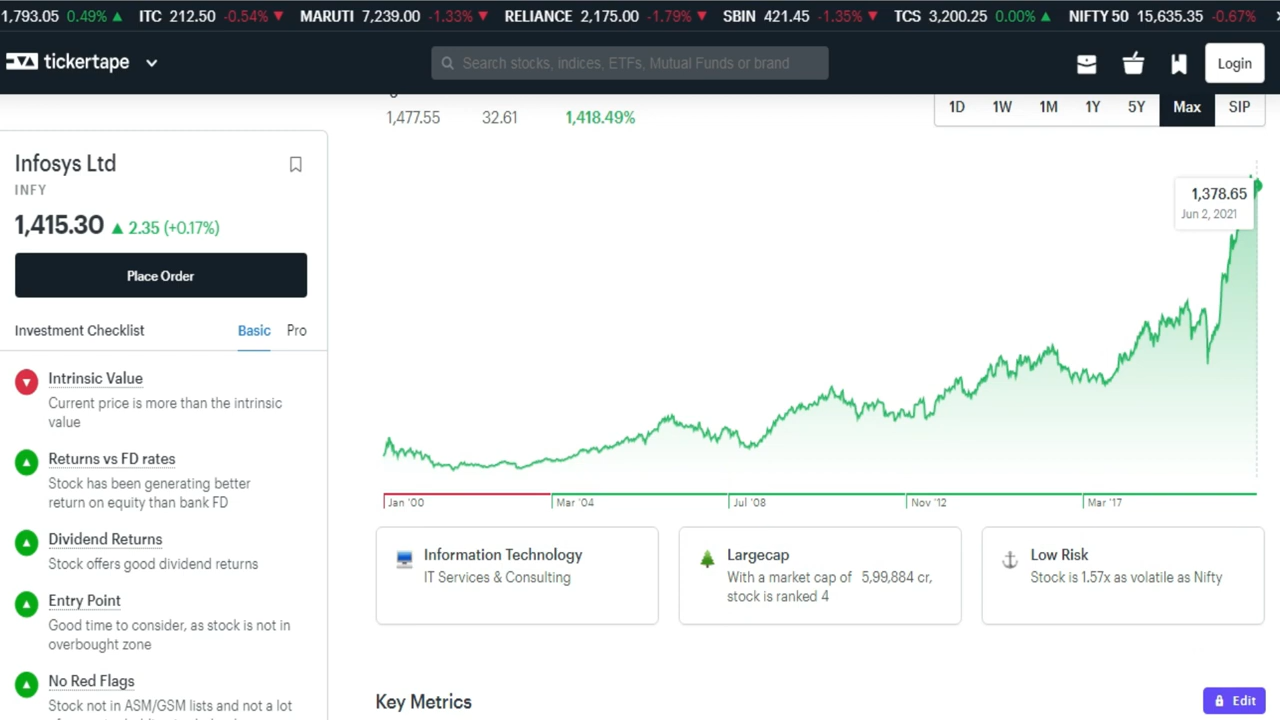 1,793.05 0.49% ▲ ITC 212.50 -0.54% ▼ MARUTI 7,239.00 -1.33% ▼ RELIANCE 2,175.00 -1.79% ▼ SBIN 421.45 -1.35% ▼ TCS 3,200.25 0.00% ▲ NIFTY 50 15,635.35 -0.67%
tickertape
Search stocks, indices, ETFs, Mutual Funds or brand
Login
1,477.55 32.61 1,418.49%
1D 1W 1M 1Y 5Y Max SIP
Infosys Ltd
INFY
1,415.30 ▲ 2.35 (+0.17%)
Place Order
Investment Checklist Basic Pro
Intrinsic Value
Current price is more than the intrinsic
value
Returns vs FD rates
Stock has been generating better
return on equity than bank FD
Dividend Returns
Stock offers good dividend returns
Entry Point
Good time to consider, as stock is not in
overbought zone
No Red Flags
Stock not in ASM/GSM lists and not a lot
1,378.65
Jun 2, 2021
Jan '00 Mar '04 Jul '08 Nov '12 Mar '17
Information Technology
IT Services & Consulting
Largecap
With a market cap of 5,99,884 cr,
stock is ranked 4
Low Risk
Stock is 1.57x as volatile as Nifty
Key Metrics
Edit